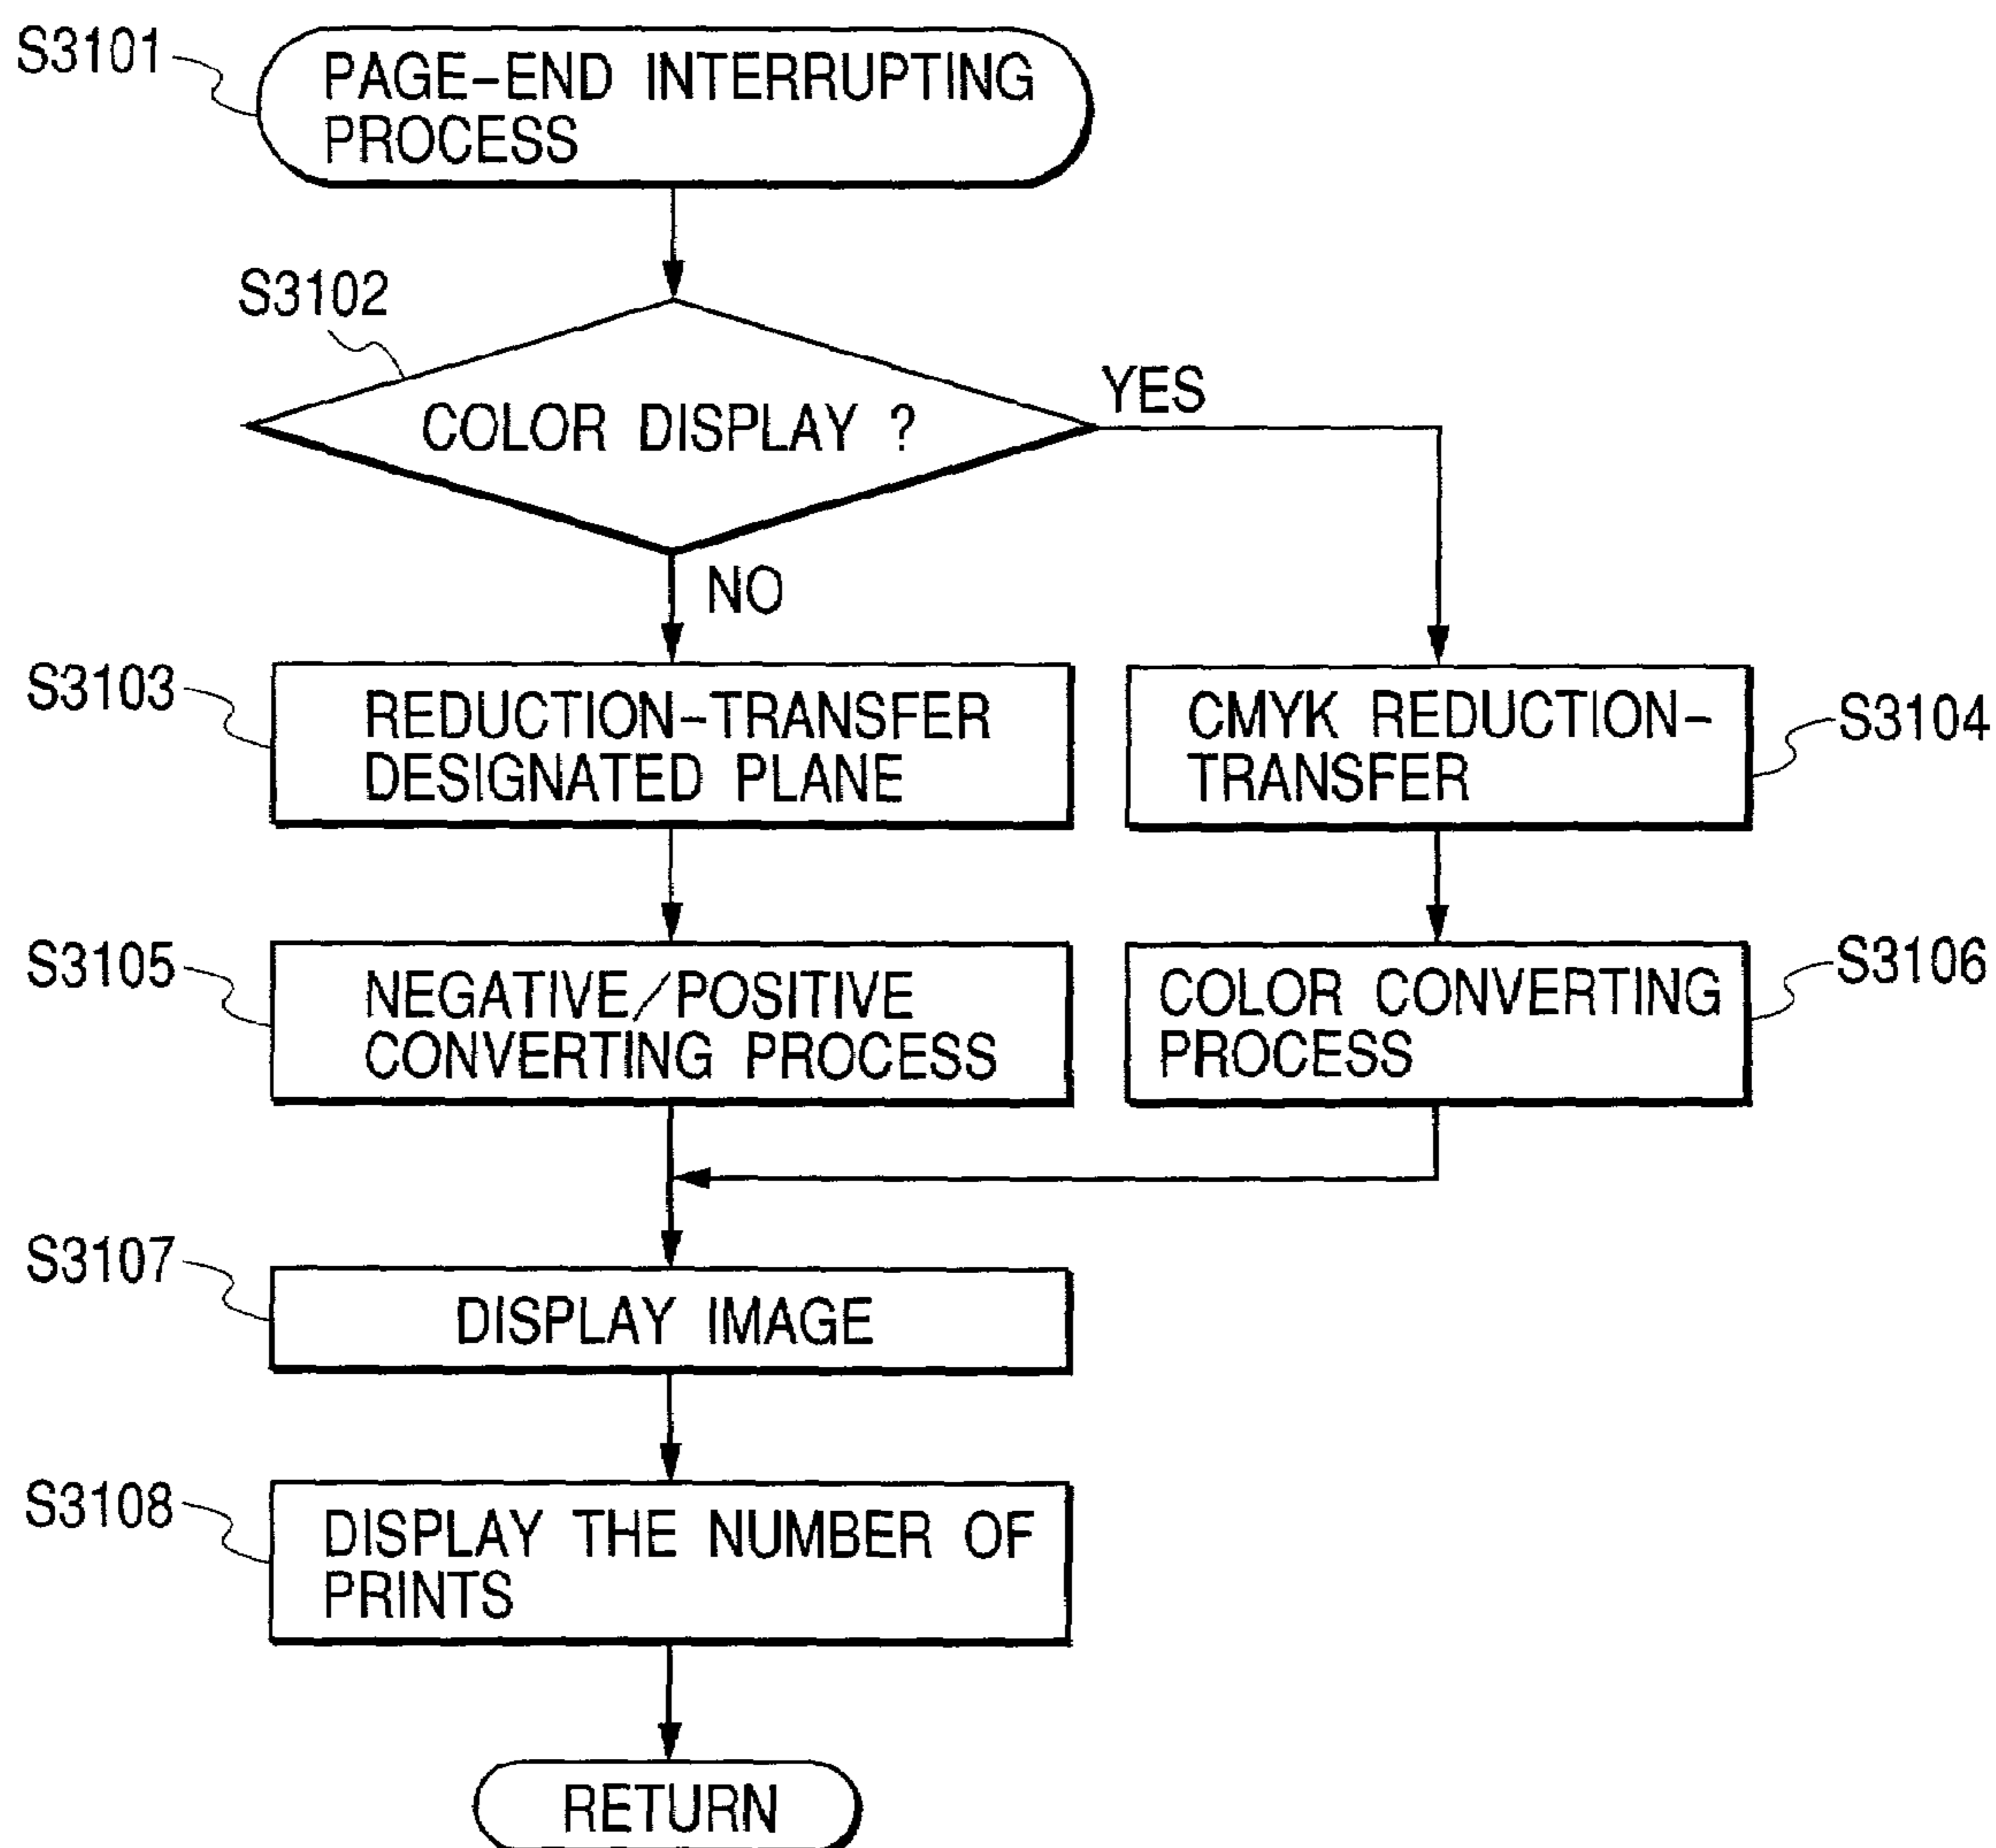 S3101
PAGE-END INTERRUPTING
PROCESS
S3102
COLOR DISPLAY ?
YES
NO
S3103
REDUCTION-TRANSFER
DESIGNATED PLANE
CMYK REDUCTION-
TRANSFER
S3104
S3105
NEGATIVE/POSITIVE
CONVERTING PROCESS
COLOR CONVERTING
PROCESS
S3106
S3107
DISPLAY IMAGE
S3108
DISPLAY THE NUMBER OF
PRINTS
RETURN